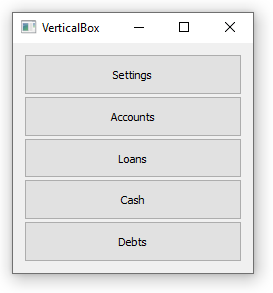 VerticalBox
Settings
Accounts
Loans
Cash
Debts